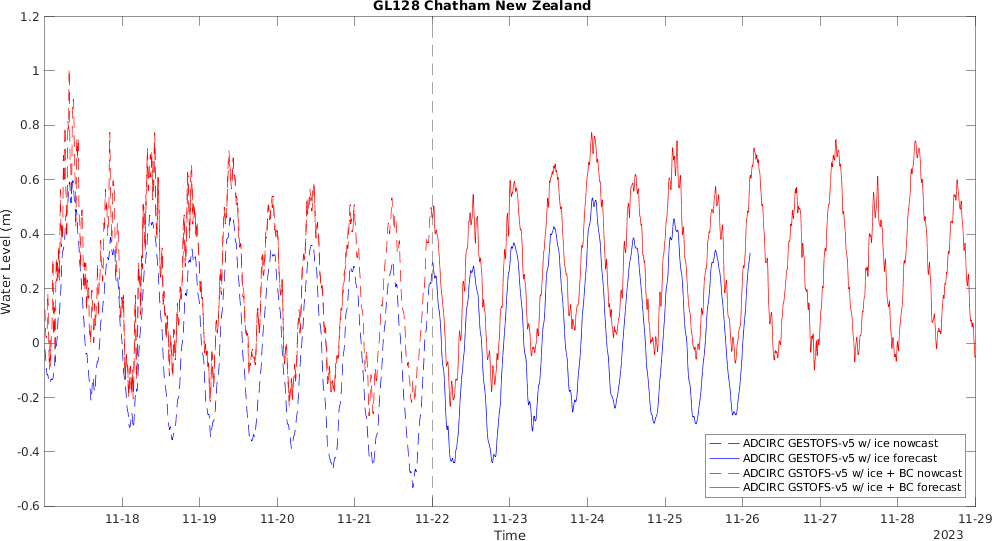 GL128 Chatham New Zealand
Water Level (m)
1.2
1
0.8
0.6
0.4
0.2
0
-0.2
-0.4
-0.6
ADCIRC GESTOFS-v5 w/ ice nowcast
ADCIRC GESTOFS-v5 w/ ice forecast
ADCIRC GSTOFS-v5 w/ ice + BC nowcast
ADCIRC GSTOFS-v5 w/ ice + BC forecast
11-18 11-19 11-20 11-21 11-22 11-23 11-24 11-25 11-26 11-27 11-28 11-29
Time
2023